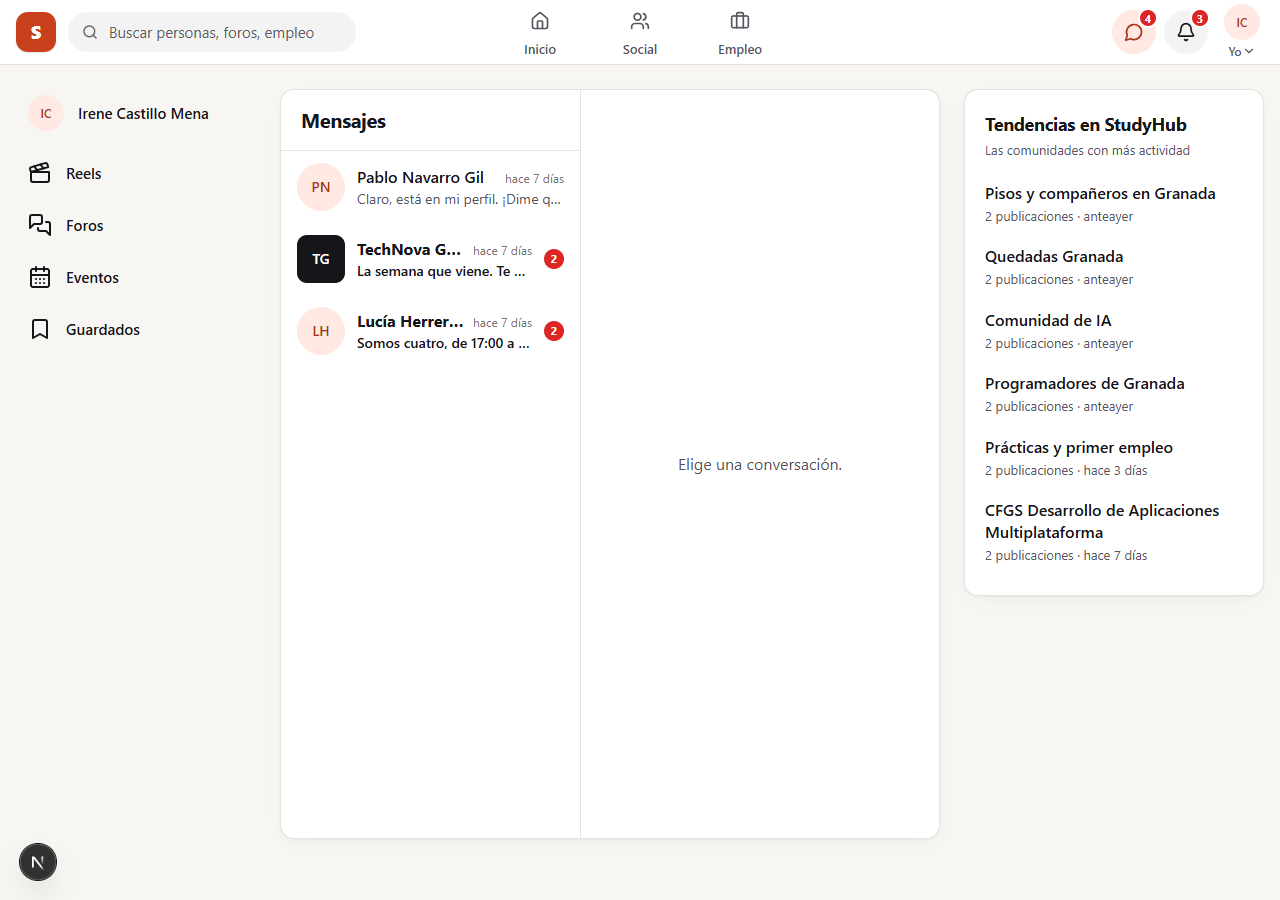 S
Buscar personas, foros, empleo
Inicio
Social
Empleo
4
3
IC
Yo
IC
Irene Castillo Mena
Reels
Foros
Eventos
Guardados
Mensajes
PN
Pablo Navarro Gil
hace 7 días
Claro, está en mi perfil. ¡Dime q...
TG
TechNova G...
hace 7 días
La semana que viene. Te ...
2
LH
Lucía Herrer...
hace 7 días
Somos cuatro, de 17:00 a ...
2
Elige una conversación.
Tendencias en StudyHub
Las comunidades con más actividad
Pisos y compañeros en Granada
2 publicaciones · anteayer
Quedadas Granada
2 publicaciones · anteayer
Comunidad de IA
2 publicaciones · anteayer
Programadores de Granada
2 publicaciones · anteayer
Prácticas y primer empleo
2 publicaciones · hace 3 días
CFGS Desarrollo de Aplicaciones
Multiplataforma
2 publicaciones · hace 7 días
N